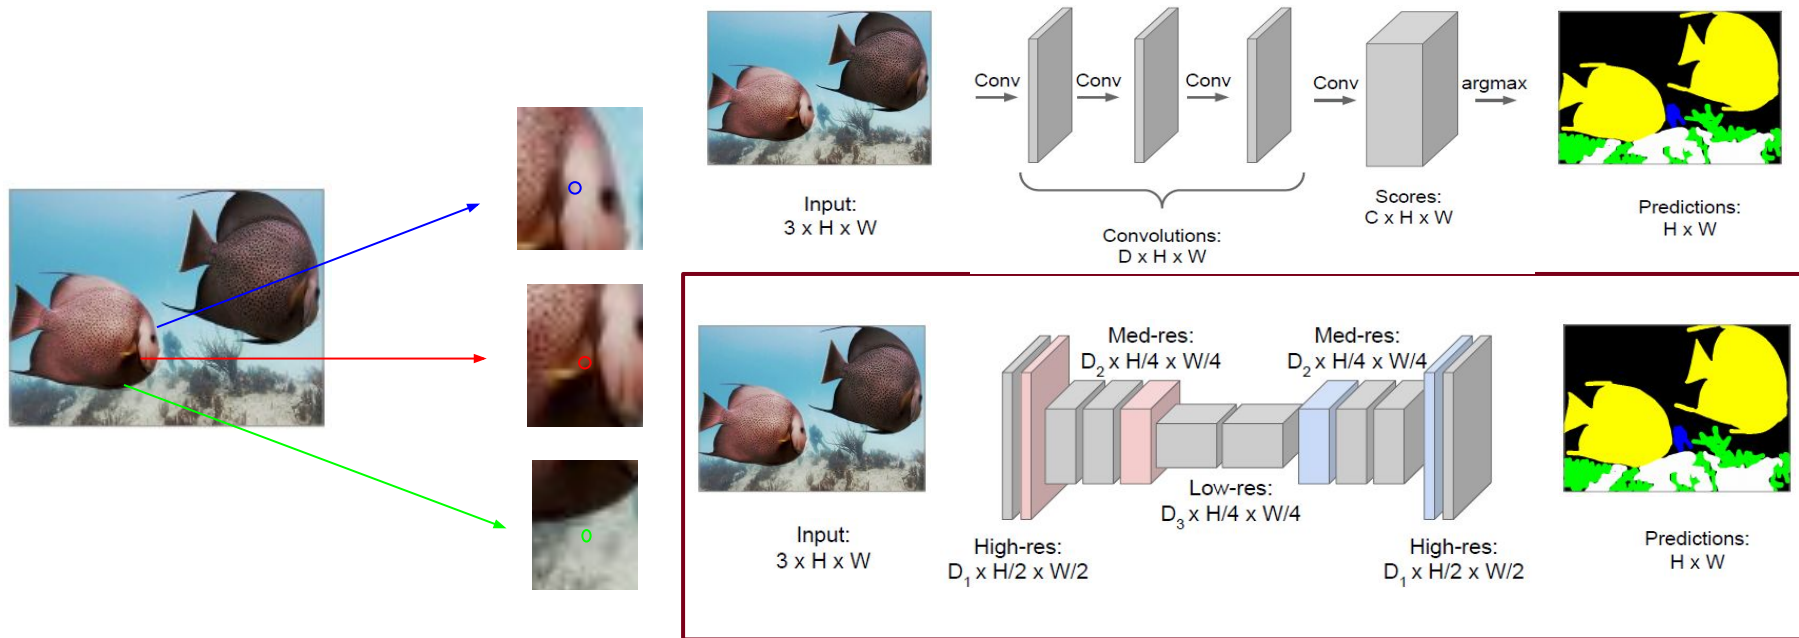 Conv
Conv
Conv
Conv
argmax
Input:
3 x H x W
Convolutions:
D x H x W
Scores:
C x H x W
Predictions:
H x W
Med-res:
D₂ x H/4 x W/4
Med-res:
D₂ x H/4 x W/4
Low-res:
D₃ x H/4 x W/4
Input:
3 x H x W
High-res:
D₁ x H/2 x W/2
High-res:
D₁ x H/2 x W/2
Predictions:
H x W